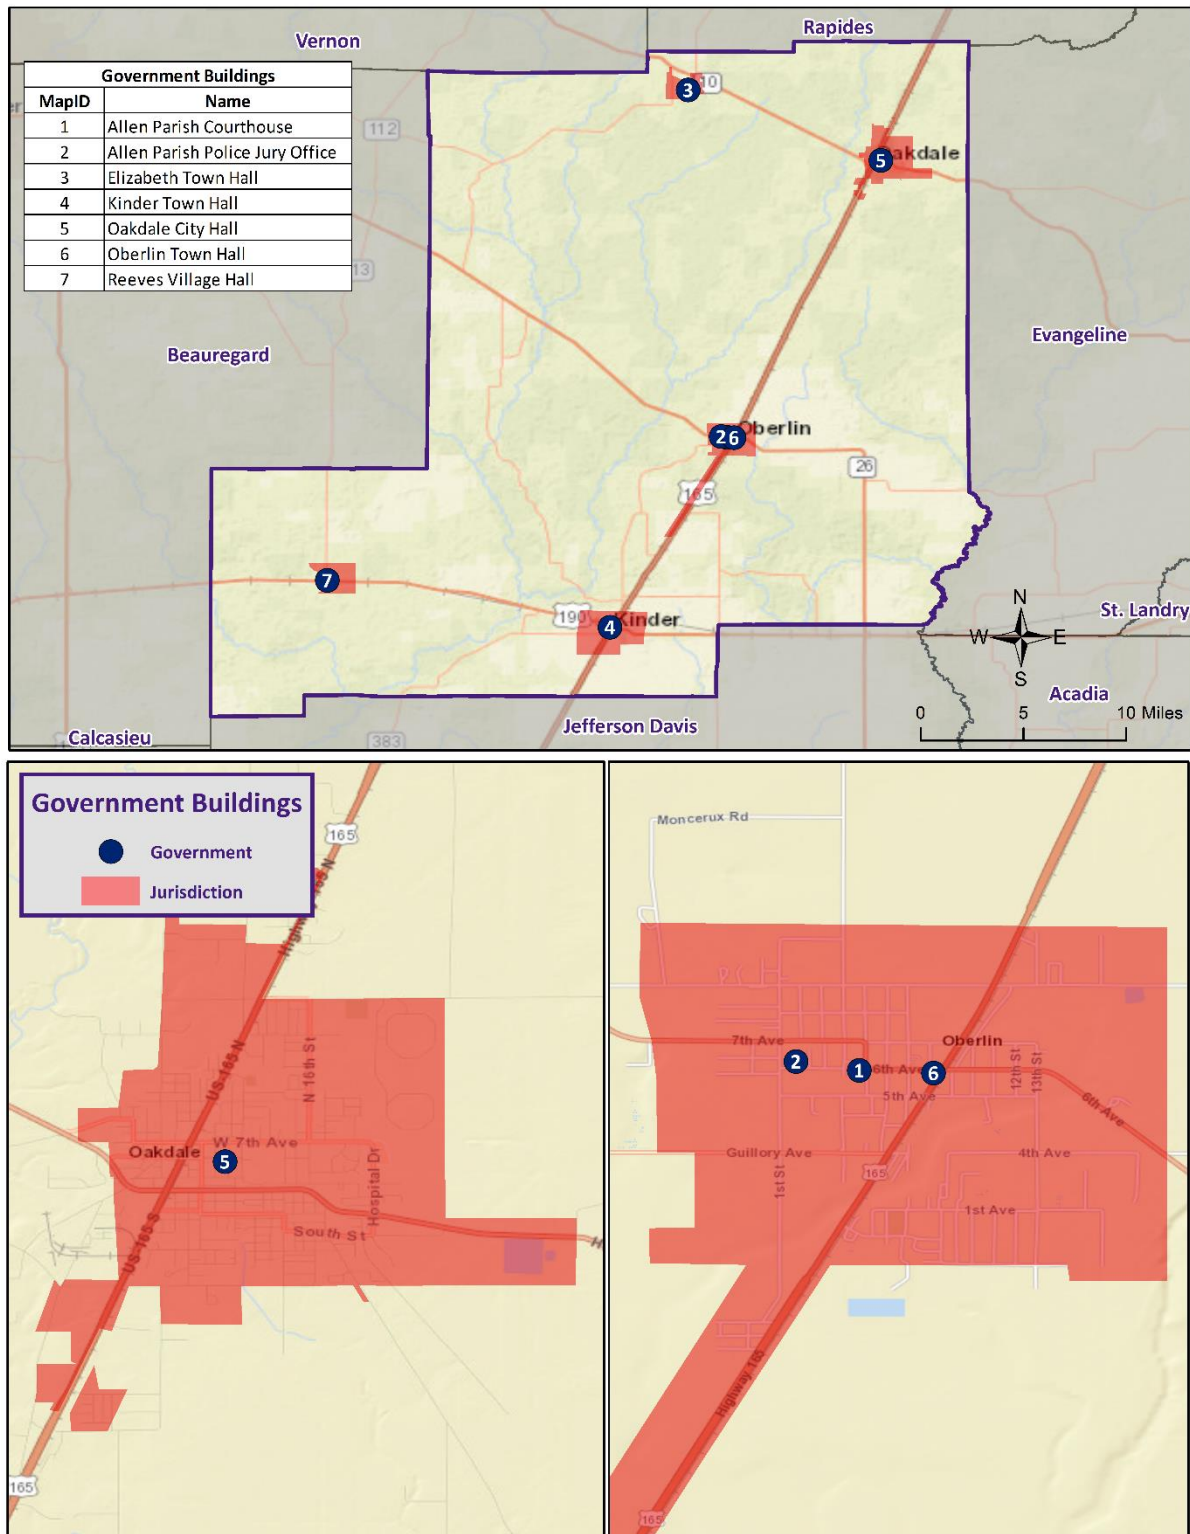 Vernon
Rapides
Government Buildings
MapID Name
1 Allen Parish Courthouse
2 Allen Parish Police Jury Office
3 Elizabeth Town Hall
4 Kinder Town Hall
5 Oakdale City Hall
6 Oberlin Town Hall
7 Reeves Village Hall
112
10
3
5
Oakdale
13
Beauregard
Evangeline
2 6
Oberlin
26
165
7
190
4
Kinder
St. Landry
N
W E
S
Acadia
0 5 10 Miles
Jefferson Davis
Calcasieu
383
Government Buildings
Government
Jurisdiction
165
Highway 165 N
US-165 N
N 16th St
W 7th Ave
Oakdale
5
Hospital Dr
South St
US-165 S
165
Moncerux Rd
7th Ave
Oberlin
2
1
6th Ave
6
12th St
13th St
5th Ave
6th Ave
Guillory Ave
4th Ave
1st St
165
1st Ave
Highway 165
165